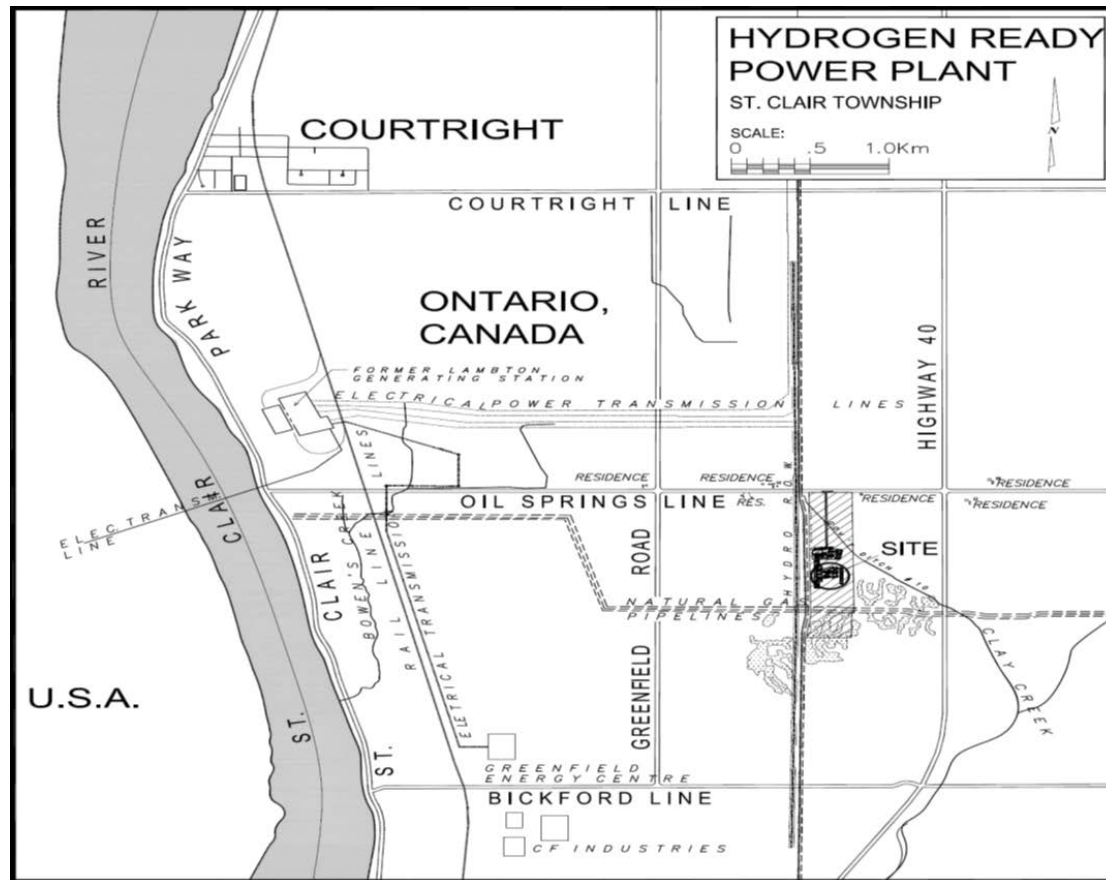 HYDROGEN READY
POWER PLANT
ST. CLAIR TOWNSHIP
SCALE:
0 .5 1.0Km
N
COURTRIGHT
COURTRIGHT LINE
RIVER
PARK WAY
ONTARIO,
CANADA
HIGHWAY 40
FORMER LAMBTON
GENERATING STATION
ELECTRICAL POWER TRANSMISSION LINES
RESIDENCE
RESIDENCE
RESIDENCE
RESIDENCE
RESIDENCE
RES.
OIL SPRINGS LINE
ELEC. TRANSM.
LINE
CLAIR
CLAIR
BOWEN'S CREEK
RAIL LINE
ELETRICAL TRANSMISSION LINES
HYDRO R.O.W
SITE
NATURAL GAS
PIPELINES
ROAD
GREENFIELD
CLAY CREEK
U.S.A.
ST.
ST.
GREENFIELD
ENERGY CENTRE
BICKFORD LINE
CF INDUSTRIES